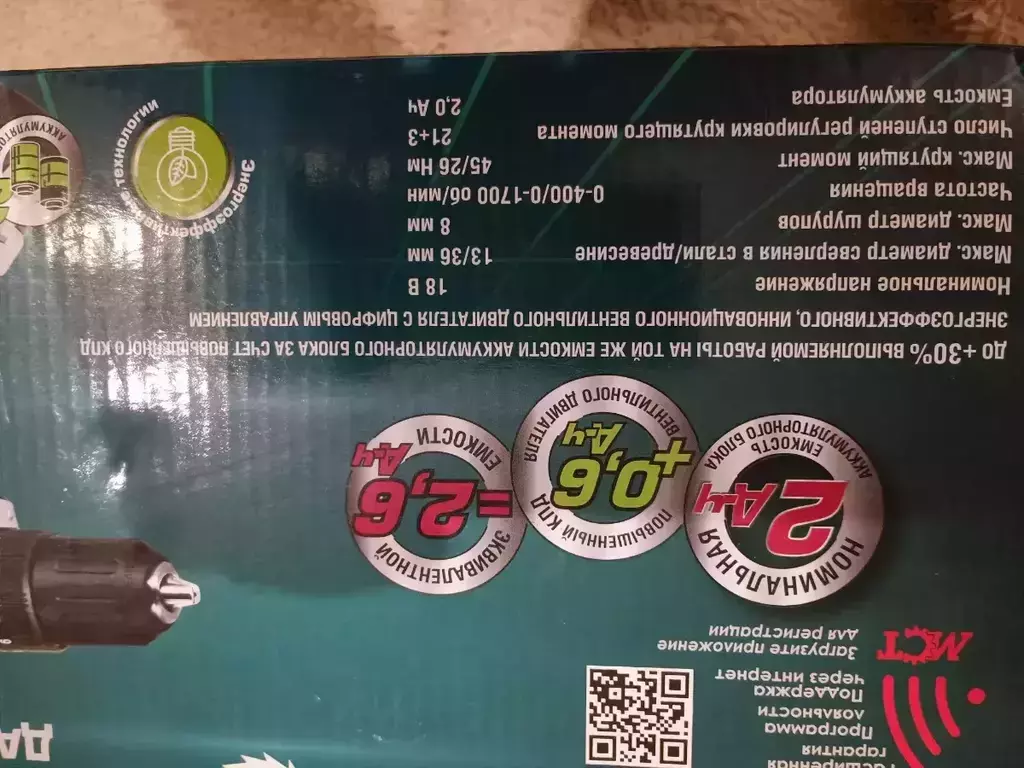 Расширенная
гарантия
Программа
лояльности
Поддержка
через интернет
МСТ
Загрузите приложение
для регистрации
НОМИНАЛЬНАЯ
2 А·Ч
ЕМКОСТЬ
АККУМУЛЯТОРНОГО БЛОКА
ПОВЫШЕННЫЙ КПД
+0,6
А·Ч
ВЕНТИЛЬНОГО ДВИГАТЕЛЯ
ЭКВИВАЛЕНТНОЙ
=2,6
А·Ч
ЕМКОСТИ
ДО +30% ВЫПОЛНЯЕМОЙ РАБОТЫ НА ТОЙ ЖЕ ЕМКОСТИ АККУМУЛЯТОРНОГО БЛОКА ЗА СЧЕТ ПОВЫШЕННОГО КПД
ЭНЕРГОЭФФЕКТИВНОГО, ИННОВАЦИОННОГО ВЕНТИЛЬНОГО ДВИГАТЕЛЯ С ЦИФРОВЫМ УПРАВЛЕНИЕМ
Номинальное напряжение 18 В
Макс. диаметр сверления в стали/древесине 13/36 мм
Макс. диаметр шурупов 8 мм
Частота вращения 0-400/0-1700 об/мин
Макс. крутящий момент 45/26 Нм
Число ступеней регулировки крутящего момента 21+3
Емкость аккумулятора 2,0 Ач
Энергоэффективные
технологии
2